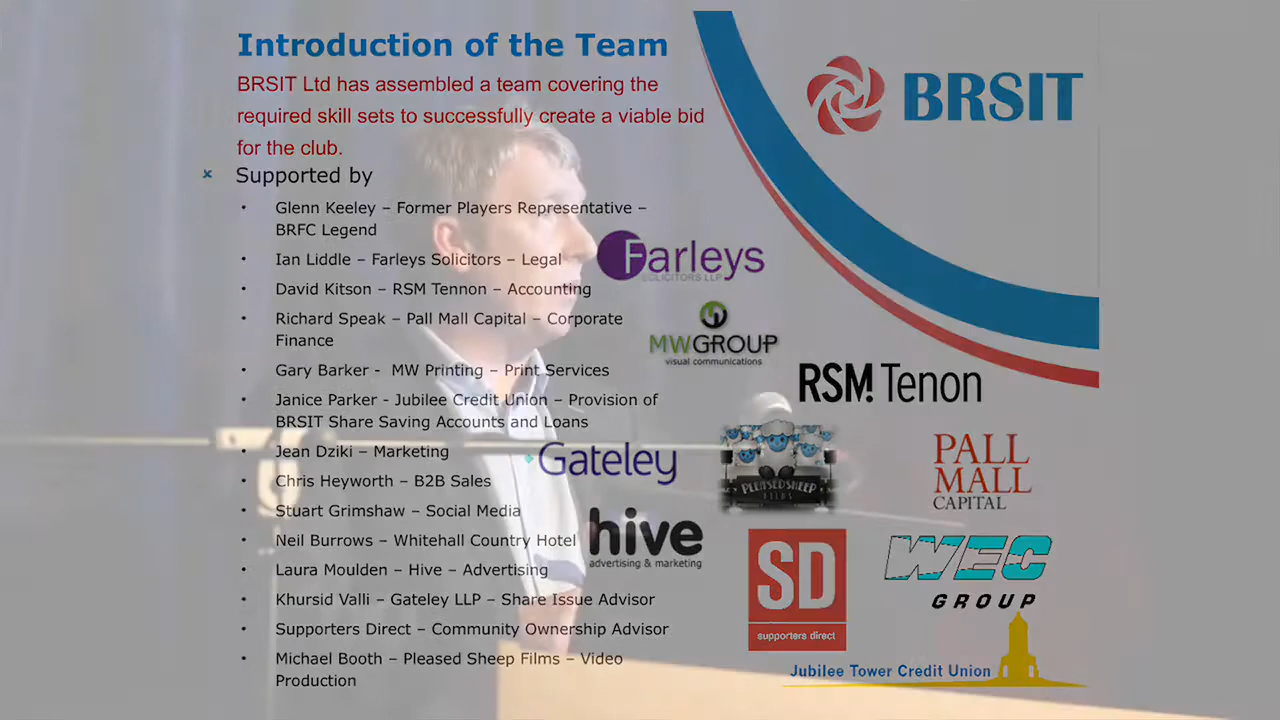 Introduction of the Team
BRSIT Ltd has assembled a team covering the
required skill sets to successfully create a viable bid
for the club.
Supported by
Glenn Keeley – Former Players Representative –
BRFC Legend
Ian Liddle – Farleys Solicitors – Legal
David Kitson – RSM Tennon – Accounting
Richard Speak – Pall Mall Capital – Corporate
Finance
Gary Barker - MW Printing – Print Services
Janice Parker - Jubilee Credit Union – Provision of
BRSIT Share Saving Accounts and Loans
Jean Dziki – Marketing
Chris Heyworth – B2B Sales
Stuart Grimshaw – Social Media
Neil Burrows – Whitehall Country Hotel
Laura Moulden – Hive – Advertising
Khursid Valli – Gateley LLP – Share Issue Advisor
Supporters Direct – Community Ownership Advisor
Michael Booth – Pleased Sheep Films – Video
Production
BRSIT
Farleys
SOLICITORS LLP
MWGROUP
visual communications
RSM Tenon
Gateley
PLEASED SHEEP
FILMS
PALL
MALL
CAPITAL
hive
advertising & marketing
SD
supporters direct
WEC
GROUP
Jubilee Tower Credit Union